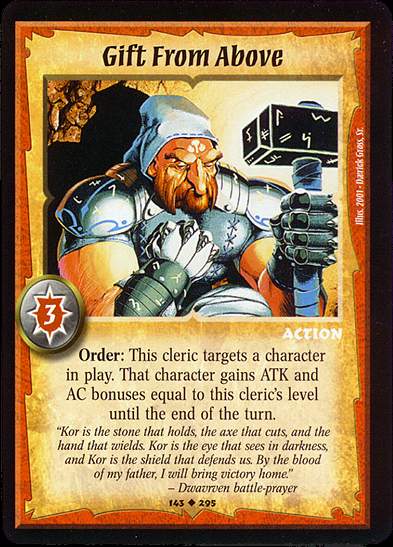 Gift From Above
Illus. 2001 • Darrick Gross, Sr.
3
ACTION
Order: This cleric targets a character
in play. That character gains ATK and
AC bonuses equal to this cleric's level
until the end of the turn.
"Kor is the stone that holds, the axe that cuts, and the
hand that wields. Kor is the eye that sees in darkness,
and Kor is the shield that defends us. By the blood
of my father, I will bring victory home."
– Dwavrven battle-prayer
143 ◆ 295